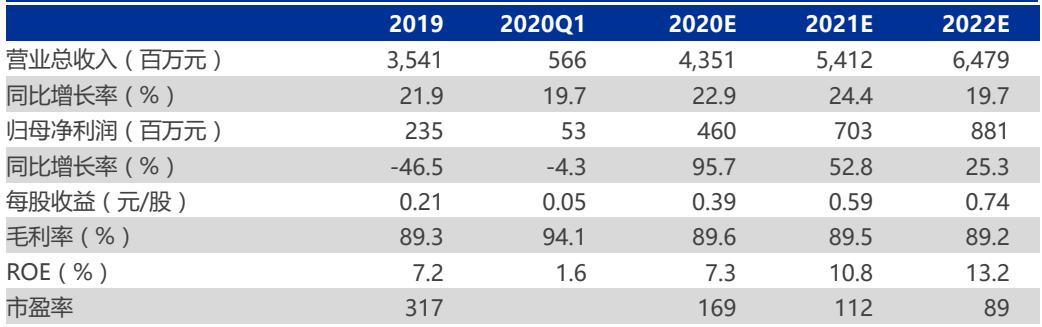 2019 2020Q1 2020E 2021E 2022E
营业总收入（百万元） 3,541 566 4,351 5,412 6,479
同比增长率（%） 21.9 19.7 22.9 24.4 19.7
归母净利润（百万元） 235 53 460 703 881
同比增长率（%） -46.5 -4.3 95.7 52.8 25.3
每股收益（元/股） 0.21 0.05 0.39 0.59 0.74
毛利率（%） 89.3 94.1 89.6 89.5 89.2
ROE（%） 7.2 1.6 7.3 10.8 13.2
市盈率 317 169 112 89